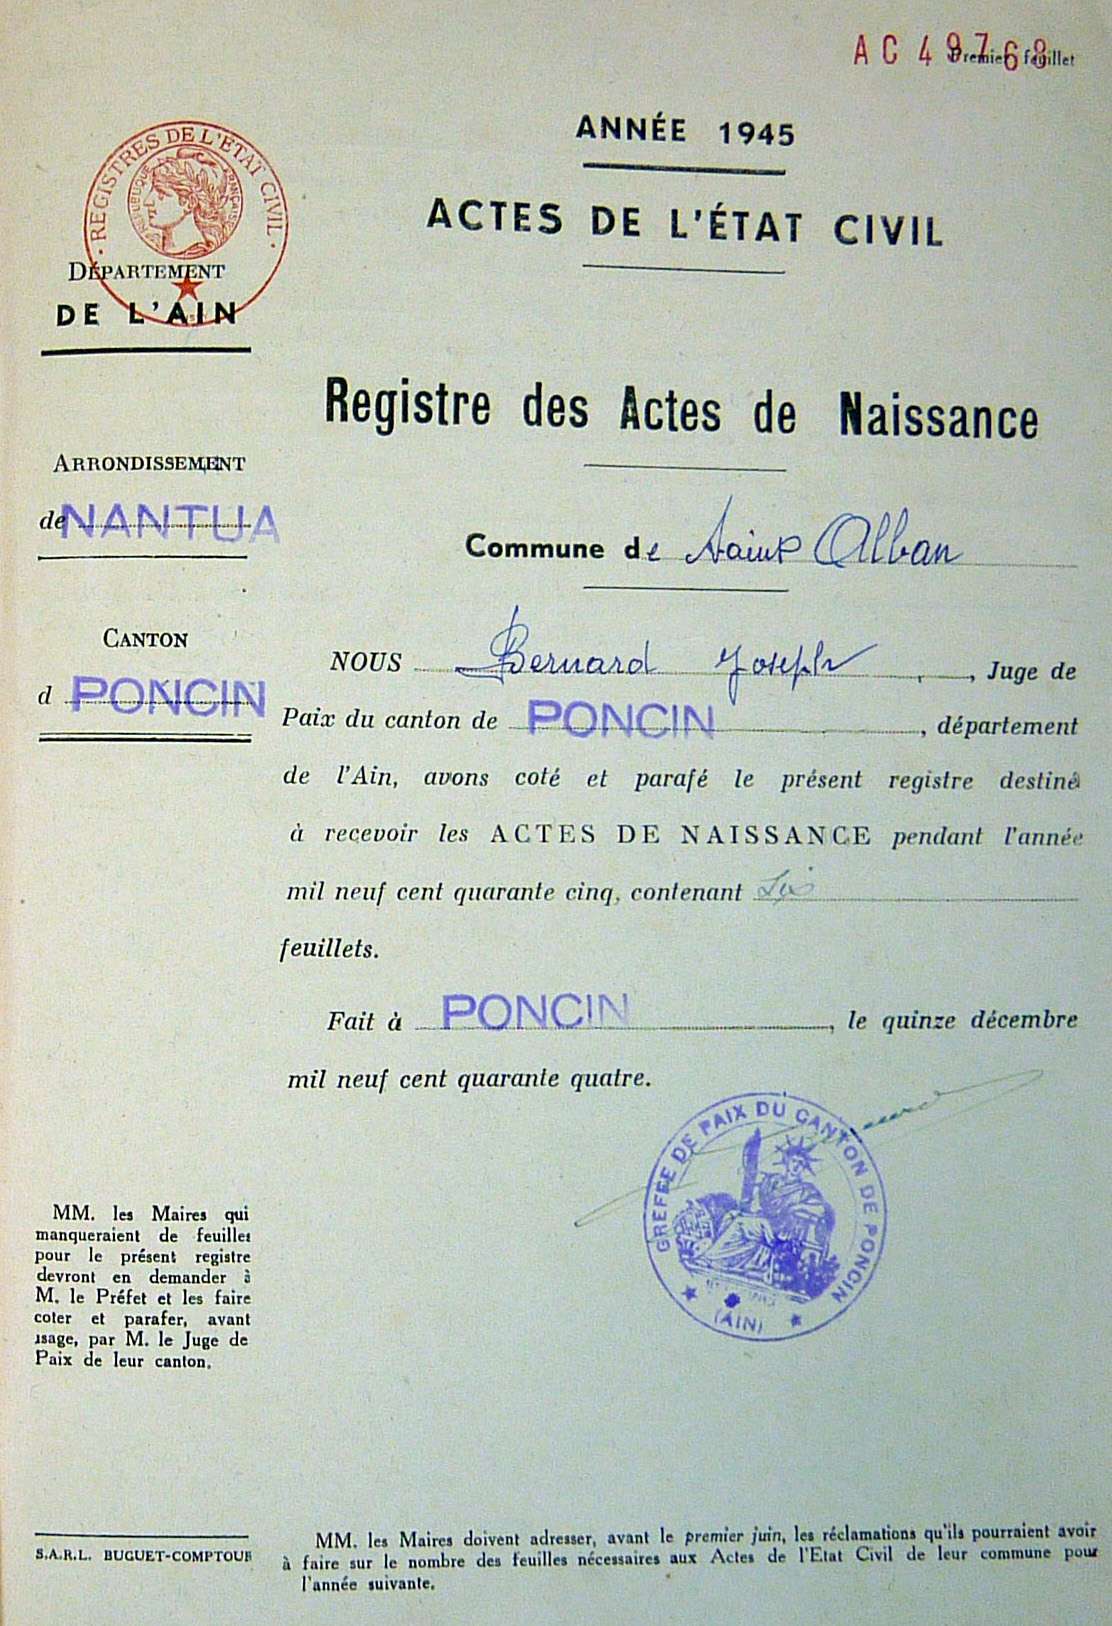 AC 49768
Premier feuillet
ANNÉE 1945
ACTES DE L'ÉTAT CIVIL
· REGISTRES DE L'ÉTAT CIVIL ·
RÉPUBLIQUE FRANÇAISE
DÉPARTEMENT
DE L'AIN
Registre des Actes de Naissance
ARRONDISSEMENT
de NANTUA
Commune de Saint Alban
CANTON
d PONCIN
NOUS Bernard Joseph, Juge de
Paix du canton de PONCIN, département
de l'Ain, avons coté et parafé le présent registre destiné
à recevoir les ACTES DE NAISSANCE pendant l'année
mil neuf cent quarante cinq, contenant Six
feuillets.
Fait à PONCIN, le quinze décembre
mil neuf cent quarante quatre.
GREFFE DE PAIX DU CANTON DE PONCIN
(AIN)
MM. les Maires qui
manqueraient de feuilles
pour le présent registre
devront en demander à
M. le Préfet et les faire
coter et parafer, avant
usage, par M. le Juge de
Paix de leur canton.
S.A.R.L. BUGUET-COMPTOUR
MM. les Maires doivent adresser, avant le premier juin, les réclamations qu'ils pourraient avoir
à faire sur le nombre des feuilles nécessaires aux Actes de l'Etat Civil de leur commune pour
l'année suivante.